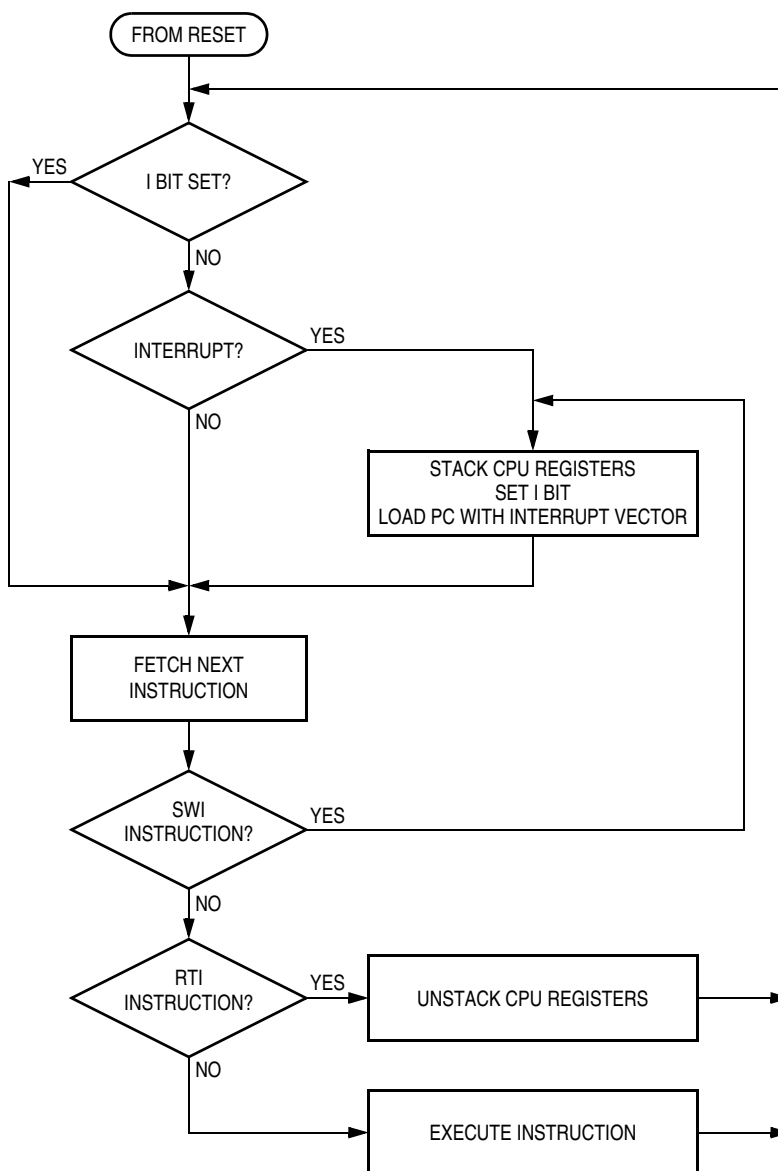 FROM RESET
YES
I BIT SET?
NO
INTERRUPT?
YES
NO
STACK CPU REGISTERS
SET I BIT
LOAD PC WITH INTERRUPT VECTOR
FETCH NEXT
INSTRUCTION
SWI
INSTRUCTION?
YES
NO
RTI
INSTRUCTION?
YES
UNSTACK CPU REGISTERS
NO
EXECUTE INSTRUCTION